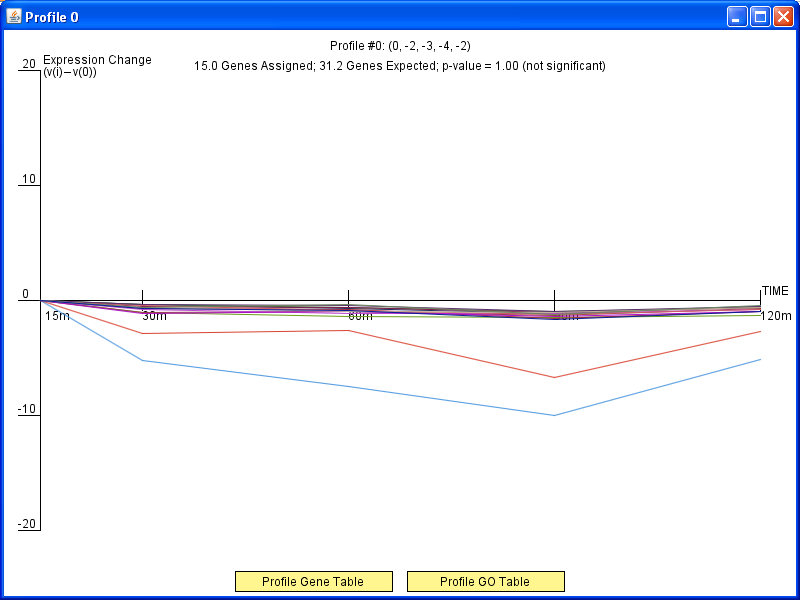 Profile 0
Profile #0: (0, -2, -3, -4, -2)
Expression Change
(v(i)−v(0))
15.0 Genes Assigned; 31.2 Genes Expected; p-value = 1.00 (not significant)
20
10
0
TIME
15m
30m
60m
120m
-10
-20
Profile Gene Table
Profile GO Table